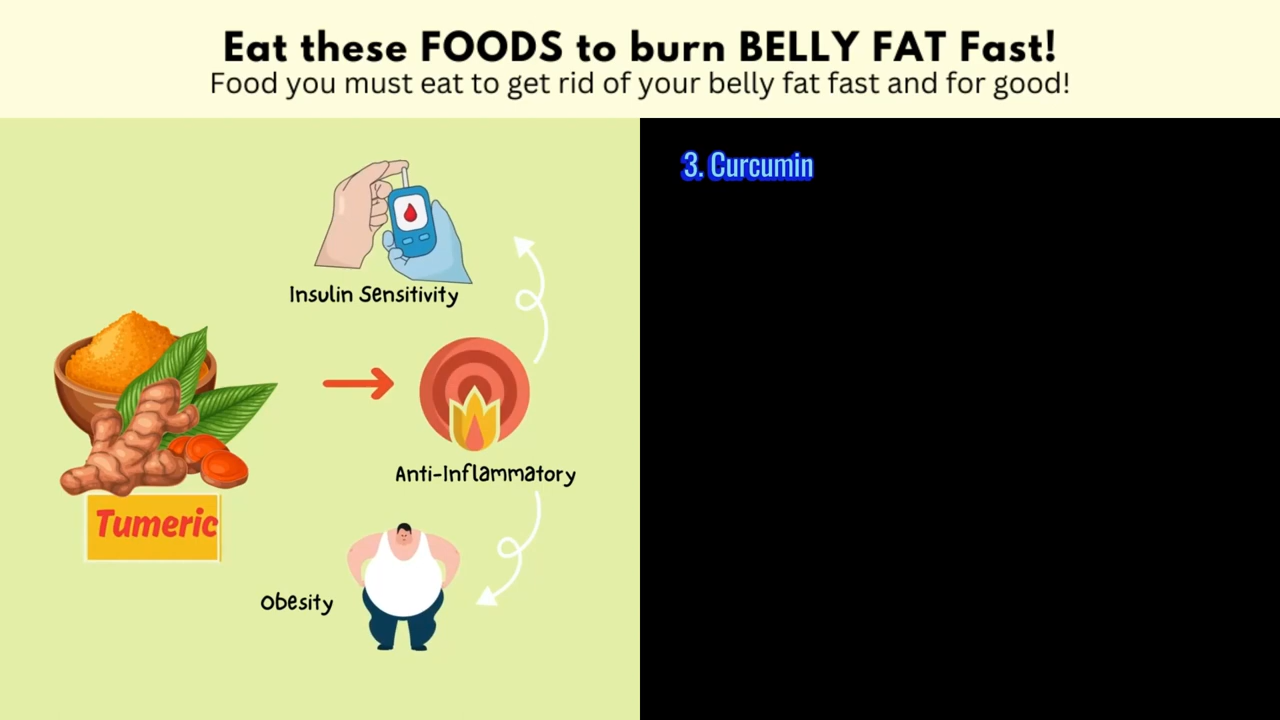 Eat these FOODS to burn BELLY FAT Fast!
Food you must eat to get rid of your belly fat fast and for good!
3. Curcumin
Insulin Sensitivity
Anti-Inflammatory
Tumeric
Obesity